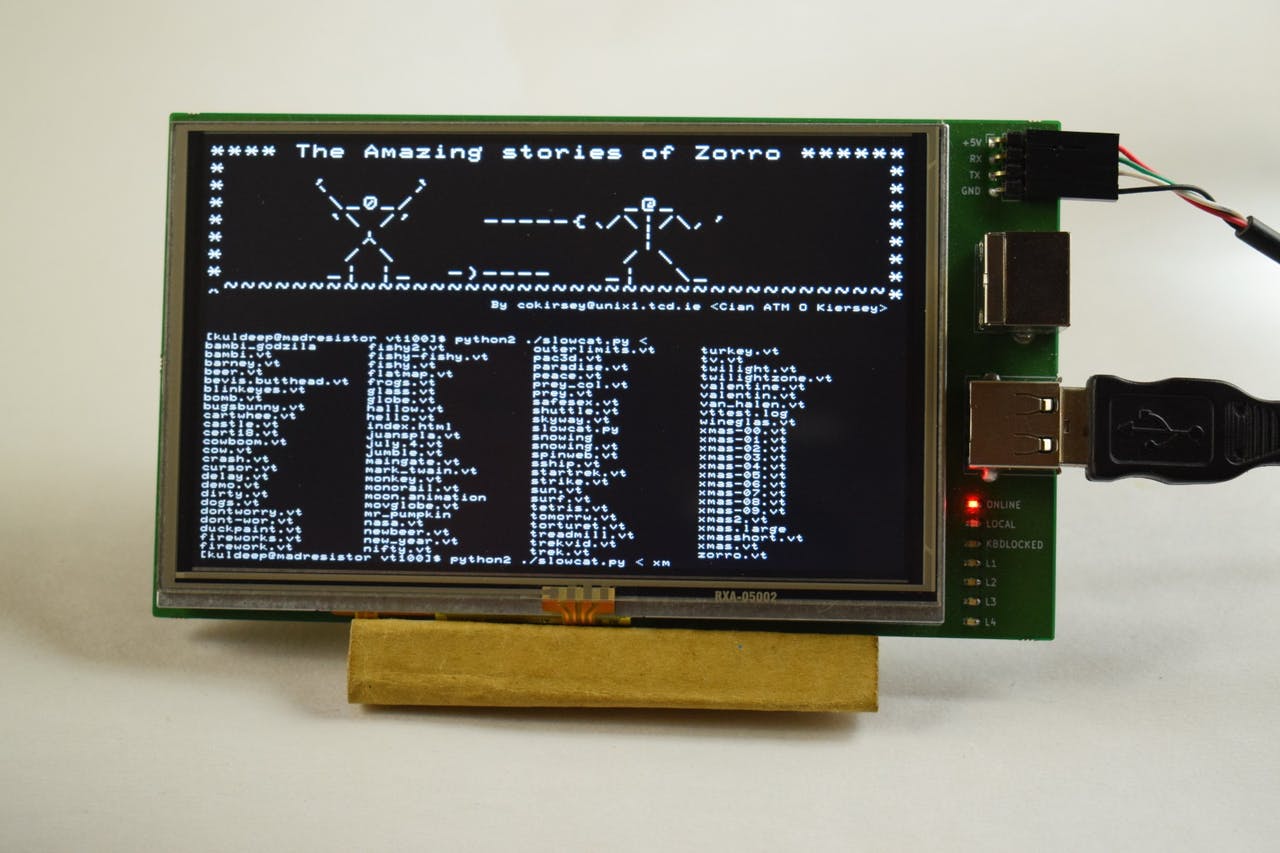 **** The Amazing stories of Zorro ******
By cokirsey@unix1.tcd.ie <Cian ATM O Kiersey>
[kuldeep@madresistor vt100]$ python2 ./slowcat.py <
bambi_godzila fishy2.vt outerlimits.vt turkey.vt
bambi.vt fishy-fishy.vt pac3d.vt tv.vt
barney.vt fishy.vt paradise.vt twilight.vt
beer.vt flatmap.vt peace.vt twilightzone.vt
bevis.butthead.vt frogs.vt prey_col.vt valentine.vt
blinkeyes.vt glass.vt prey.vt valentin.vt
bomb.vt globe.vt safesex.vt van_halen.vt
bugsbunny.vt hallow.vt shuttle.vt vttest.log
cartwhee.vt hello.vt skyway.vt wineglas.vt
castle.vt index.html slowcat.py xmas-00.vt
cati8.vt juanspla.vt snowing xmas-01.vt
cowboom.vt july.4.vt snowing.vt xmas-02.vt
cow.vt jumble.vt spinweb.vt xmas-03.vt
crash.vt maingate.vt sship.vt xmas-04.vt
cursor.vt mark_twain.vt startrek.vt xmas-05.vt
delay.vt monkey.vt strike.vt xmas-06.vt
demo.vt monorail.vt sun.vt xmas-07.vt
dirty.vt moon.animation surf.vt xmas-08.vt
dogs.vt movglobe.vt tetris.vt xmas-09.vt
dontwory.vt mr_pumpkin tomorrow.vt xmas2.vt
dont-wor.vt nasa.vt torturet.vt xmas.large
duckpaint.vt newbeer.vt treadmill.vt xmasshort.vt
fireworks.vt new_year.vt trekvid.vt xmas.vt
firework.vt nifty.vt trek.vt zorro.vt
[kuldeep@madresistor vt100]$ python2 ./slowcat.py < xm
RXA-05002
+5V
RX
TX
GND
ONLINE
LOCAL
KBDLOCKED
L1
L2
L3
L4